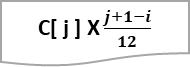 C[ j ] X (j+1−i)/12